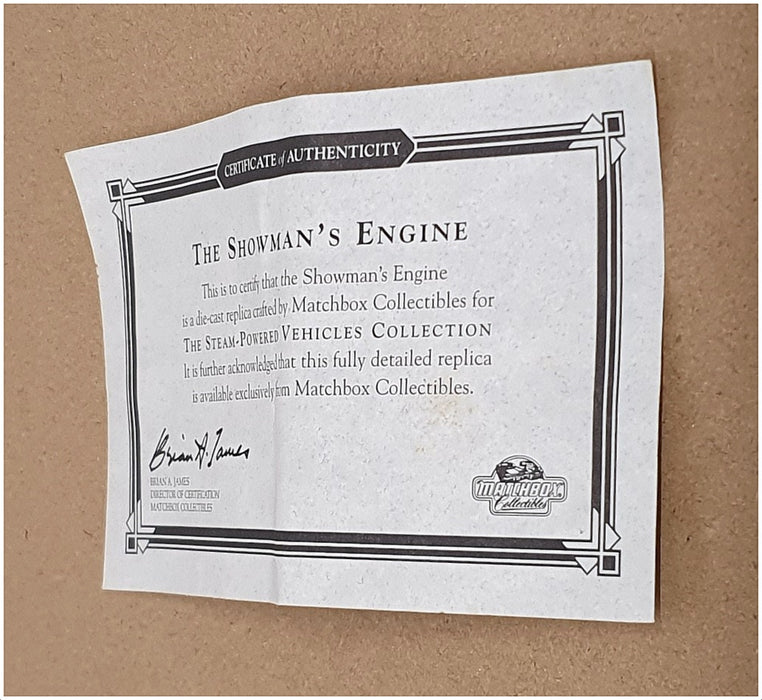 CERTIFICATE of AUTHENTICITY
THE SHOWMAN'S ENGINE
This is to certify that the Showman's Engine
is a die-cast replica crafted by Matchbox Collectibles for
THE STEAM-POWERED VEHICLES COLLECTION
It is further acknowledged that this fully detailed replica
is available exclusively from Matchbox Collectibles.
Brian A. James
BRIAN A. JAMES
DIRECTOR OF CERTIFICATION
MATCHBOX COLLECTIBLES
MATCHBOX
Collectibles